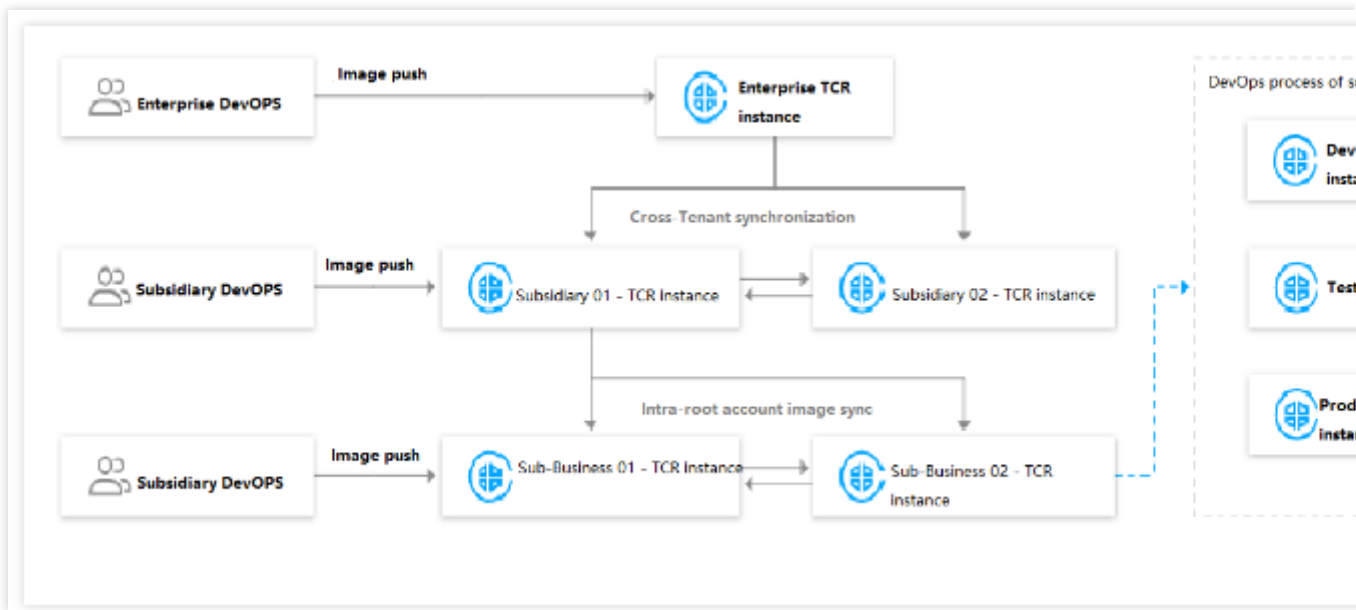 Image push
Enterprise DevOPS
Enterprise TCR
instance
DevOps process of
Cross-Tenant synchronization
Image push
Subsidiary DevOPS
Subsidiary 01 - TCR Instance
Subsidiary 02 - TCR instance
Test
Intra-root account image sync
Image push
Subsidiary DevOPS
Sub-Business 01 - TCR Instance
Sub-Business 02 - TCR
Instance